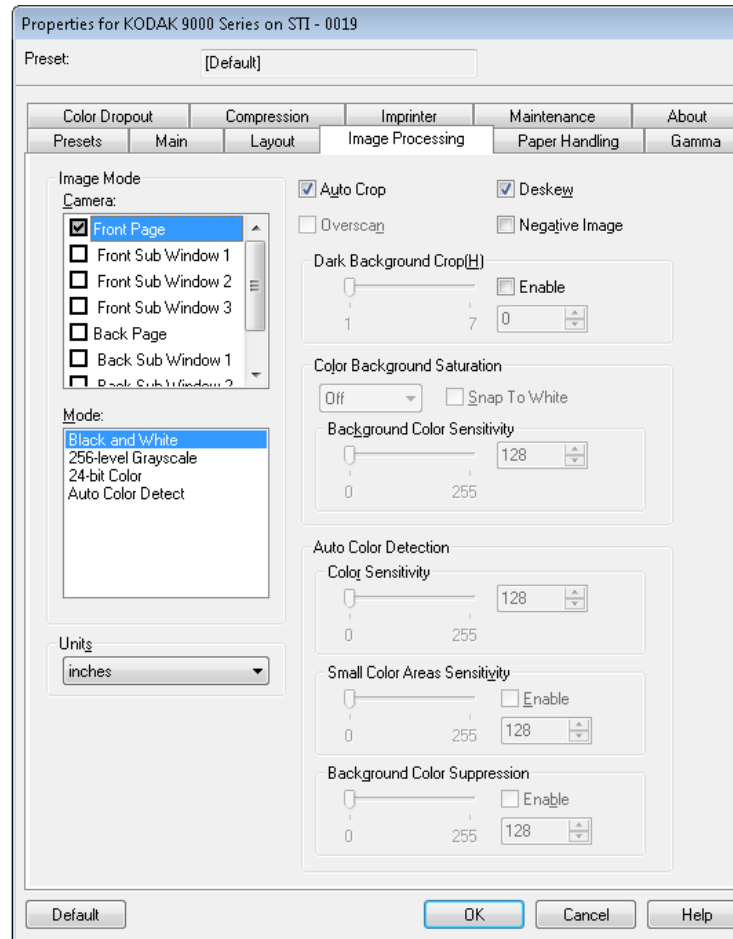 Properties for KODAK 9000 Series on STI - 0019
Preset: [Default]
Color Dropout Compression Imprinter Maintenance About
Presets Main Layout Image Processing Paper Handling Gamma
Image Mode
Camera:
Front Page
Front Sub Window 1
Front Sub Window 2
Front Sub Window 3
Back Page
Back Sub Window 1
Back Sub Window 2
Mode:
Black and White
256-level Grayscale
24-bit Color
Auto Color Detect
Units
inches
Auto Crop Deskew
Overscan Negative Image
Dark Background Crop(H)
Enable
1 7 0
Color Background Saturation
Off Snap To White
Background Color Sensitivity
128
0 255
Auto Color Detection
Color Sensitivity
128
0 255
Small Color Areas Sensitivity
Enable
0 255 128
Background Color Suppression
Enable
0 255 128
Default OK Cancel Help